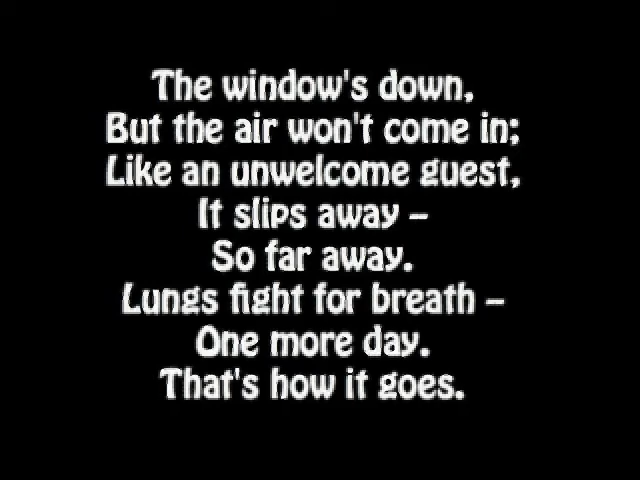 The window's down,
But the air won't come in;
Like an unwelcome guest,
It slips away –
So far away.
Lungs fight for breath –
One more day.
That's how it goes.